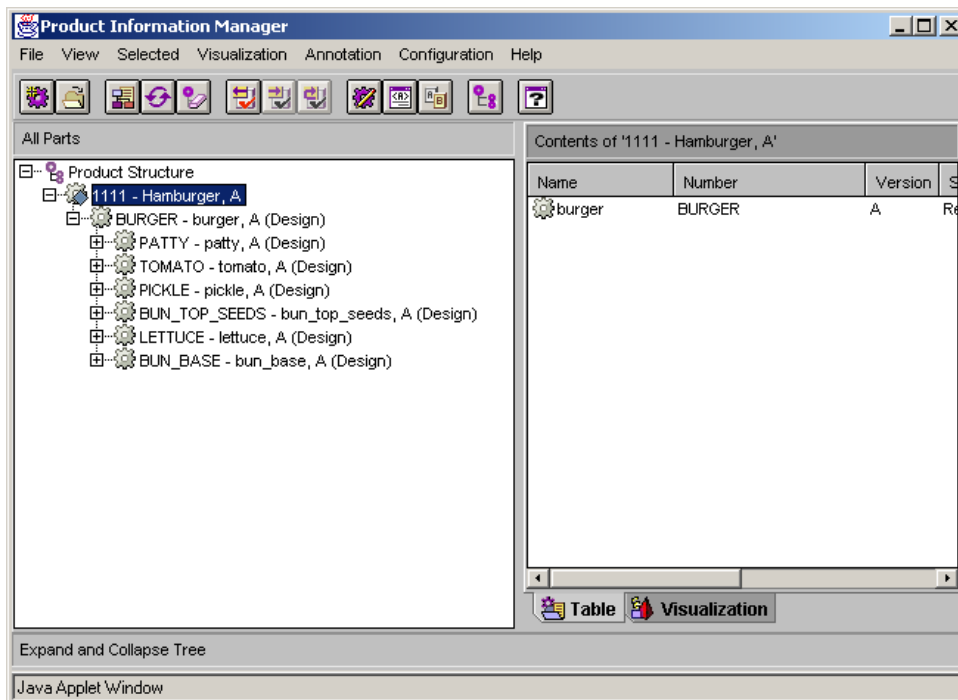 Product Information Manager
File View Selected Visualization Annotation Configuration Help
All Parts
Product Structure
1111 - Hamburger, A
BURGER - burger, A (Design)
PATTY - patty, A (Design)
TOMATO - tomato, A (Design)
PICKLE - pickle, A (Design)
BUN_TOP_SEEDS - bun_top_seeds, A (Design)
LETTUCE - lettuce, A (Design)
BUN_BASE - bun_base, A (Design)
Contents of '1111 - Hamburger, A'
Name Number Version S
burger BURGER A Re
Table Visualization
Expand and Collapse Tree
Java Applet Window